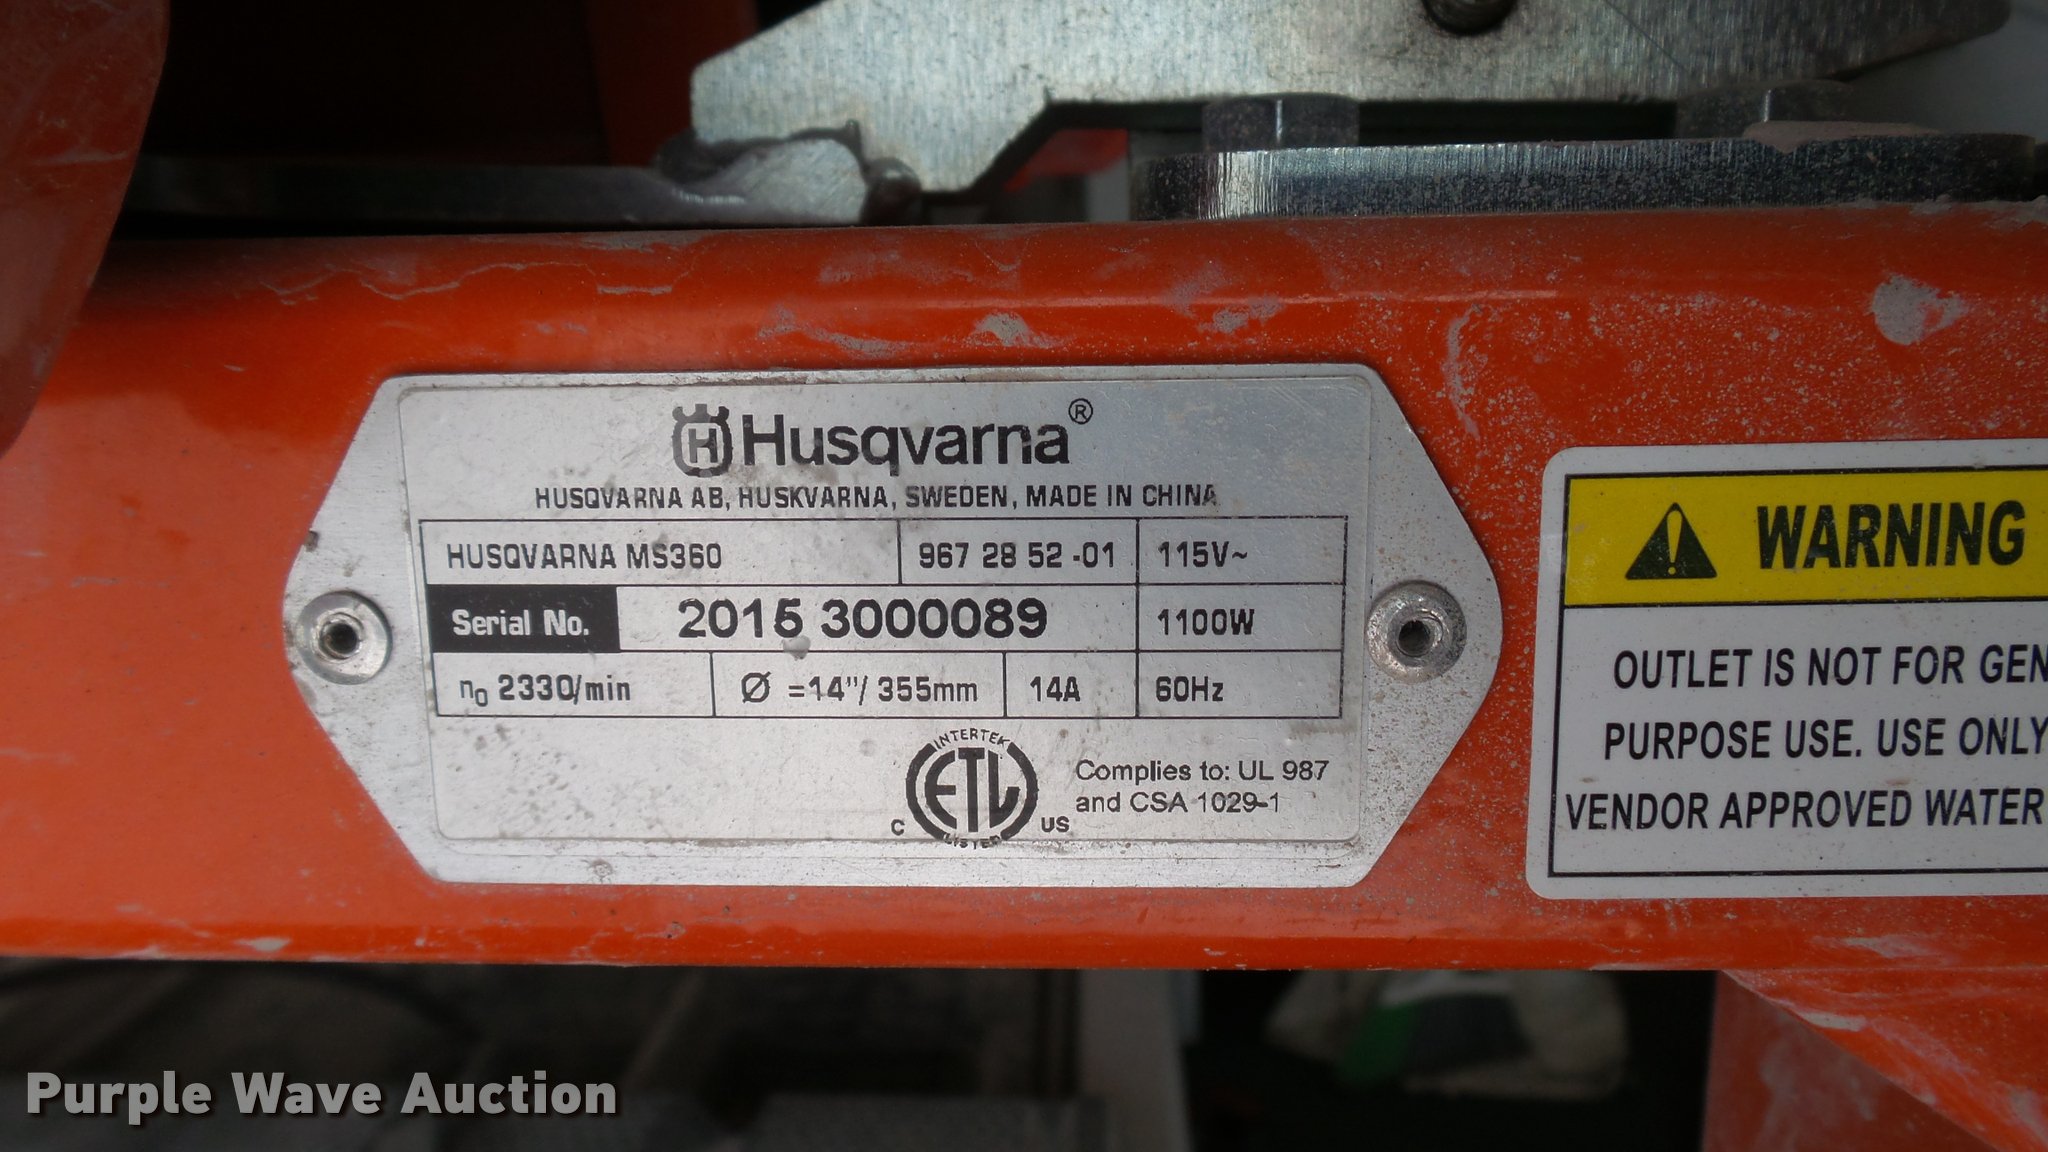 H Husqvarna®
HUSQVARNA AB, HUSKVARNA, SWEDEN, MADE IN CHINA
HUSQVARNA MS360 967 28 52 -01 115V~
Serial No. 2015 3000089 1100W
n0 2330/min Ø =14"/ 355mm 14A 60Hz
INTERTEK
ETL
LISTED
C US
Complies to: UL 987
and CSA 1029-1
WARNING
OUTLET IS NOT FOR GEN
PURPOSE USE. USE ONLY
VENDOR APPROVED WATER
Purple Wave Auction